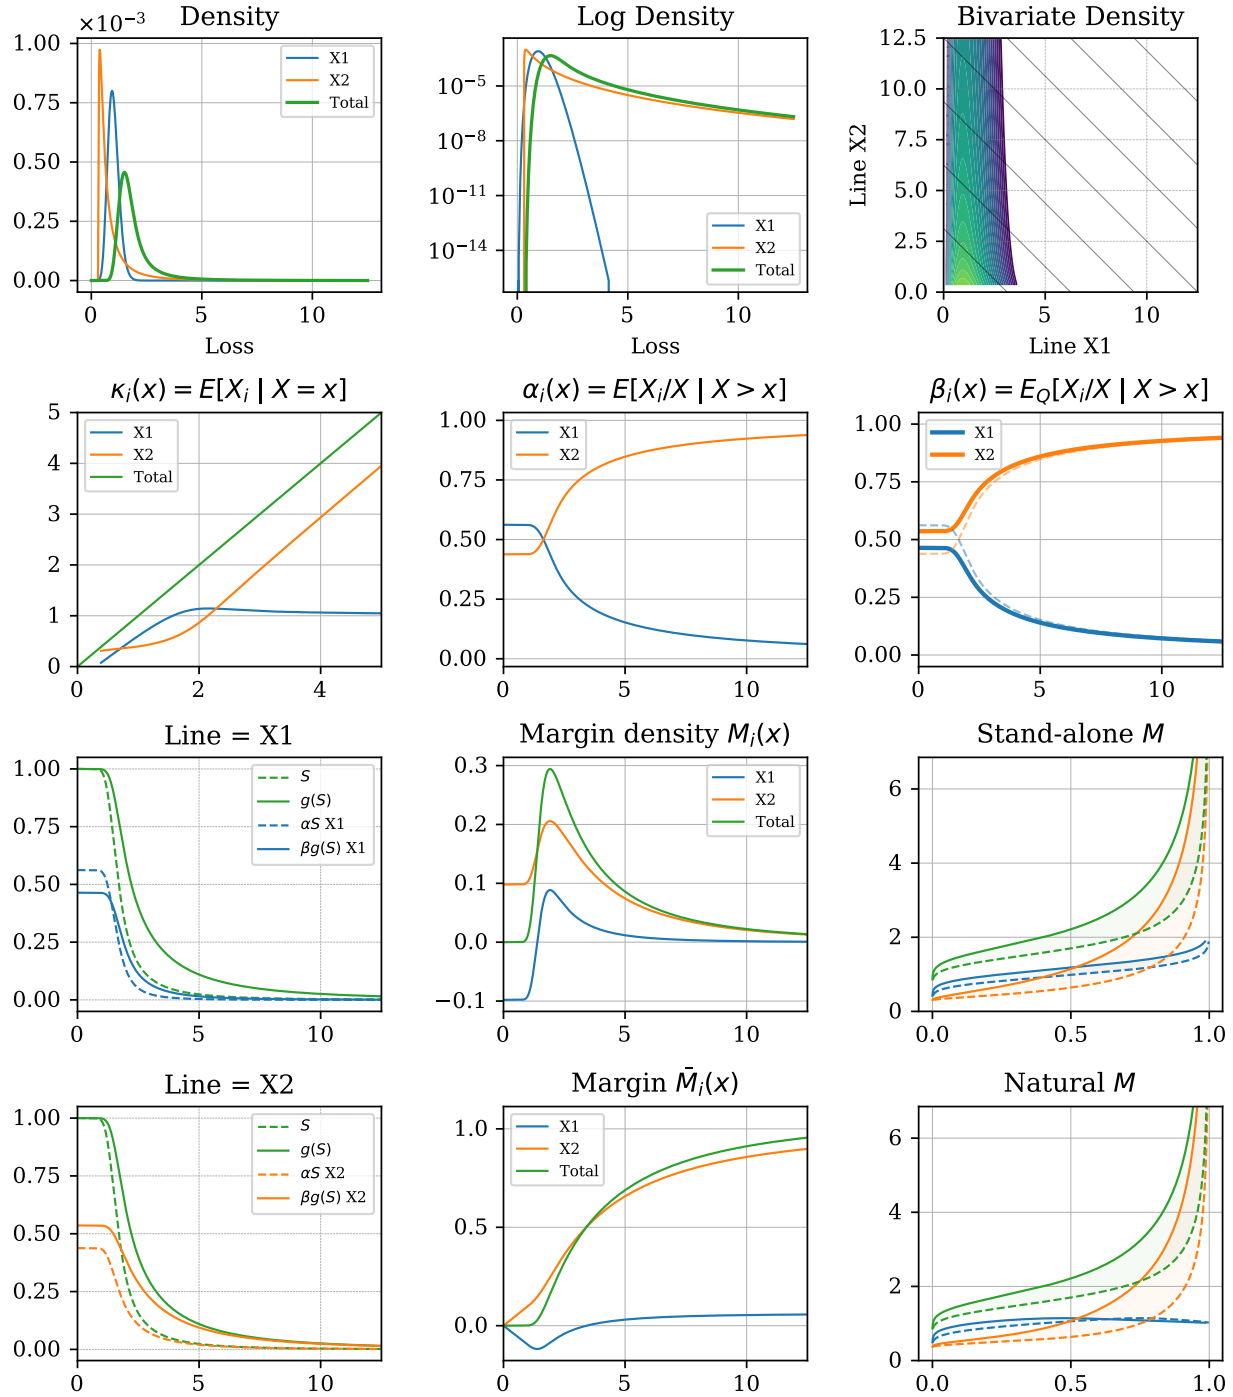 Density
×10⁻³
1.00
0.75
0.50
0.25
0.00
0 5 10
Loss
X1
X2
Total
Log Density
10⁻⁵
10⁻⁸
10⁻¹¹
10⁻¹⁴
0 5 10
Loss
X1
X2
Total
Bivariate Density
Line X2
12.5
10.0
7.5
5.0
2.5
0.0
0 5 10
Line X1
κᵢ(x) = E[Xᵢ | X = x]
5
4
3
2
1
0
0 2 4
X1
X2
Total
αᵢ(x) = E[Xᵢ/X | X > x]
1.00
0.75
0.50
0.25
0.00
0 5 10
X1
X2
βᵢ(x) = E_Q[Xᵢ/X | X > x]
1.00
0.75
0.50
0.25
0.00
0 5 10
X1
X2
Line = X1
1.00
0.75
0.50
0.25
0.00
0 5 10
S
g(S)
αS X1
βg(S) X1
Margin density Mᵢ(x)
0.3
0.2
0.1
0.0
−0.1
0 5 10
X1
X2
Total
Stand-alone M
6
4
2
0
0.0 0.5 1.0
Line = X2
1.00
0.75
0.50
0.25
0.00
0 5 10
S
g(S)
αS X2
βg(S) X2
Margin M̄ᵢ(x)
1.0
0.5
0.0
0 5 10
X1
X2
Total
Natural M
6
4
2
0
0.0 0.5 1.0